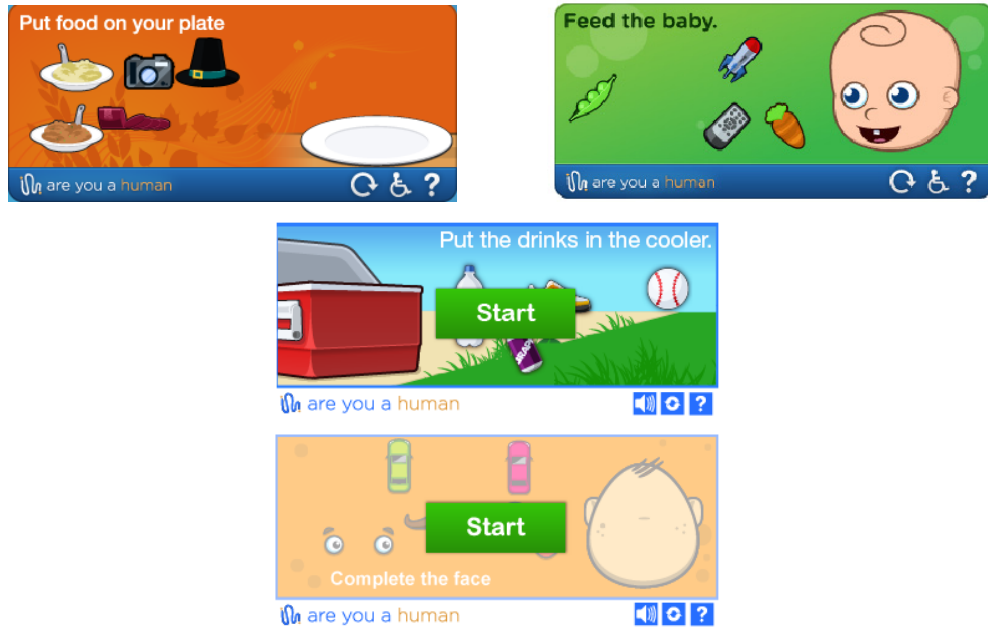 Put food on your plate
are you a human
?
Feed the baby.
are you a human
?
Put the drinks in the cooler.
Start
GRAPE
are you a human
?
Start
Complete the face
are you a human
?